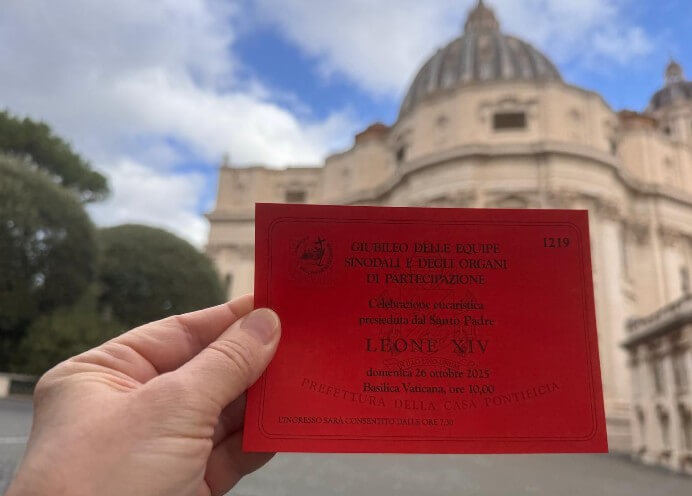 1219
GIUBILEO DELLE EQUIPE
SINODALI E DEGLI ORGANI
DI PARTECIPAZIONE
Celebrazione eucaristica
presieduta dal Santo Padre
LEONE XIV
domenica 26 ottobre 2025
Basilica Vaticana, ore 10,00
PREFETTURA DELLA CASA PONTIFICIA
L'INGRESSO SARÀ CONSENTITO DALLE ORE 7,30